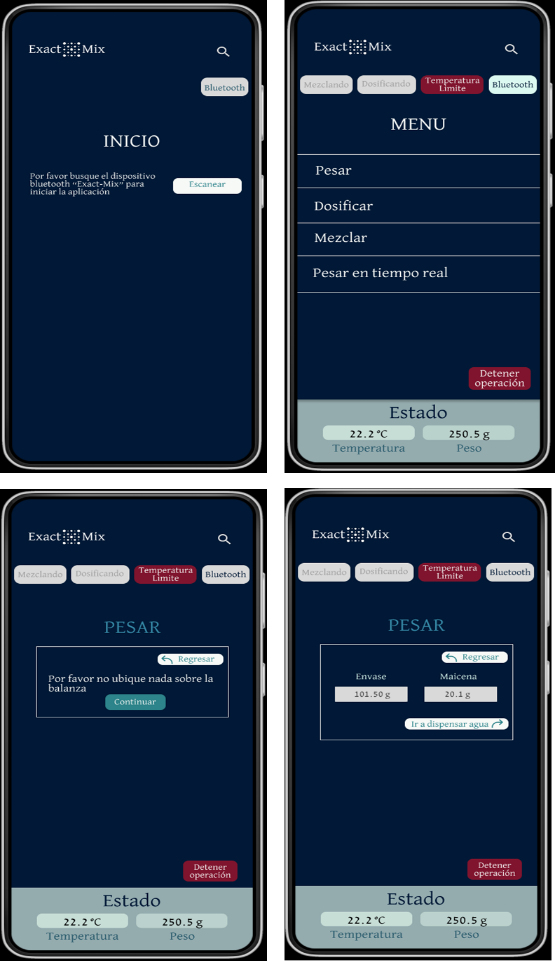 Exact Mix
Bluetooth
INICIO
Por favor busque el dispositivo
bluetooth "Exact-Mix" para
iniciar la aplicación
Escanear
Exact Mix
Mezclando
Dosificando
Temperatura
Limite
Bluetooth
MENU
Pesar
Dosificar
Mezclar
Pesar en tiempo real
Detener
operación
Estado
22.2 °C
250.5 g
Temperatura
Peso
Exact Mix
Mezclando
Dosificando
Temperatura
Limite
Bluetooth
PESAR
Regresar
Por favor no ubique nada sobre la
balanza
Continuar
Detener
operación
Estado
22.2 °C
250.5 g
Temperatura
Peso
Exact Mix
Mezclando
Dosificando
Temperatura
Limite
Bluetooth
PESAR
Regresar
Envase
Maicena
101.50 g
20.1 g
Ir a dispensar agua
Detener
operación
Estado
22.2 °C
250.5 g
Temperatura
Peso